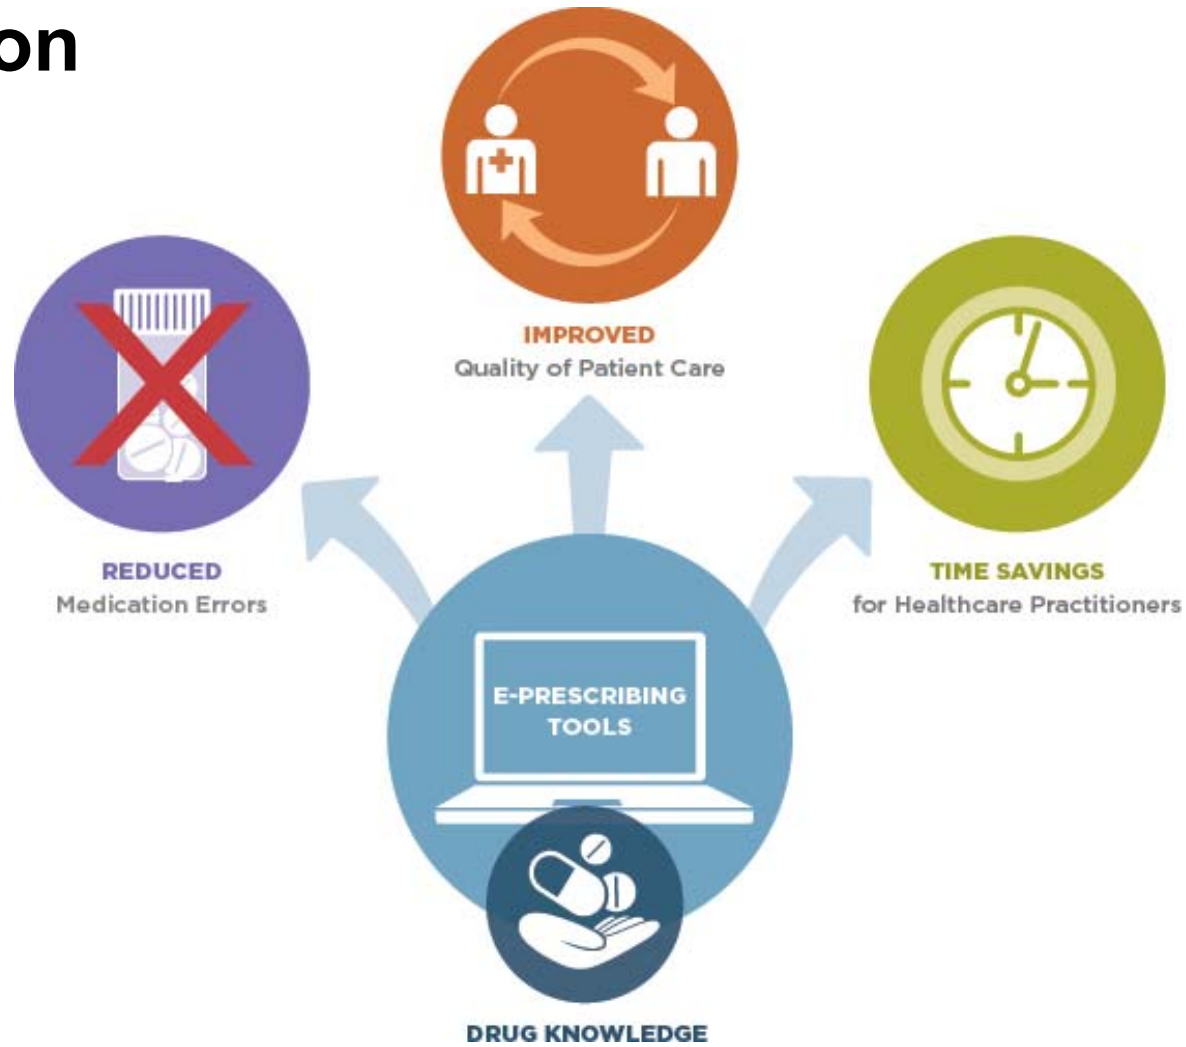 on
IMPROVED
Quality of Patient Care
REDUCED
Medication Errors
TIME SAVINGS
for Healthcare Practitioners
E-PRESCRIBING
TOOLS
DRUG KNOWLEDGE